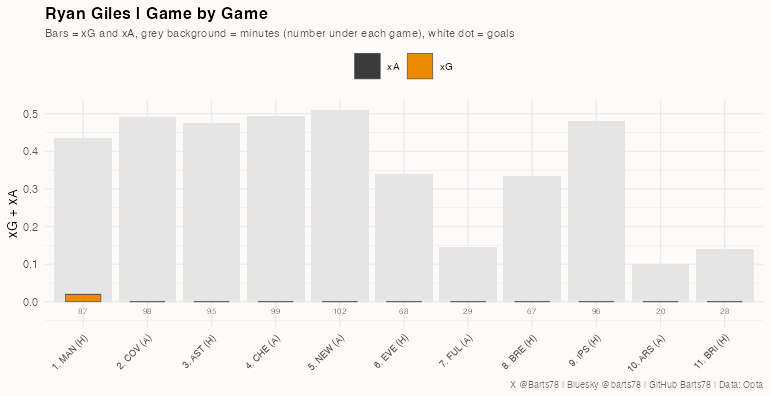 Ryan Giles | Game by Game
Bars = xG and xA, grey background = minutes (number under each game), white dot = goals
xA xG
xG + xA
0.5
0.4
0.3
0.2
0.1
0.0
87 98 95 99 102 68 29 67 96 20 28
1. MAN (H) 2. COV (A) 3. AST (H) 4. CHE (A) 5. NEW (A) 6. EVE (H) 7. FUL (A) 8. BRE (H) 9. IPS (H) 10. ARS (A) 11. BRI (H)
X @Barts78 | Bluesky @barts78 | GitHub Barts78 | Data: Opta